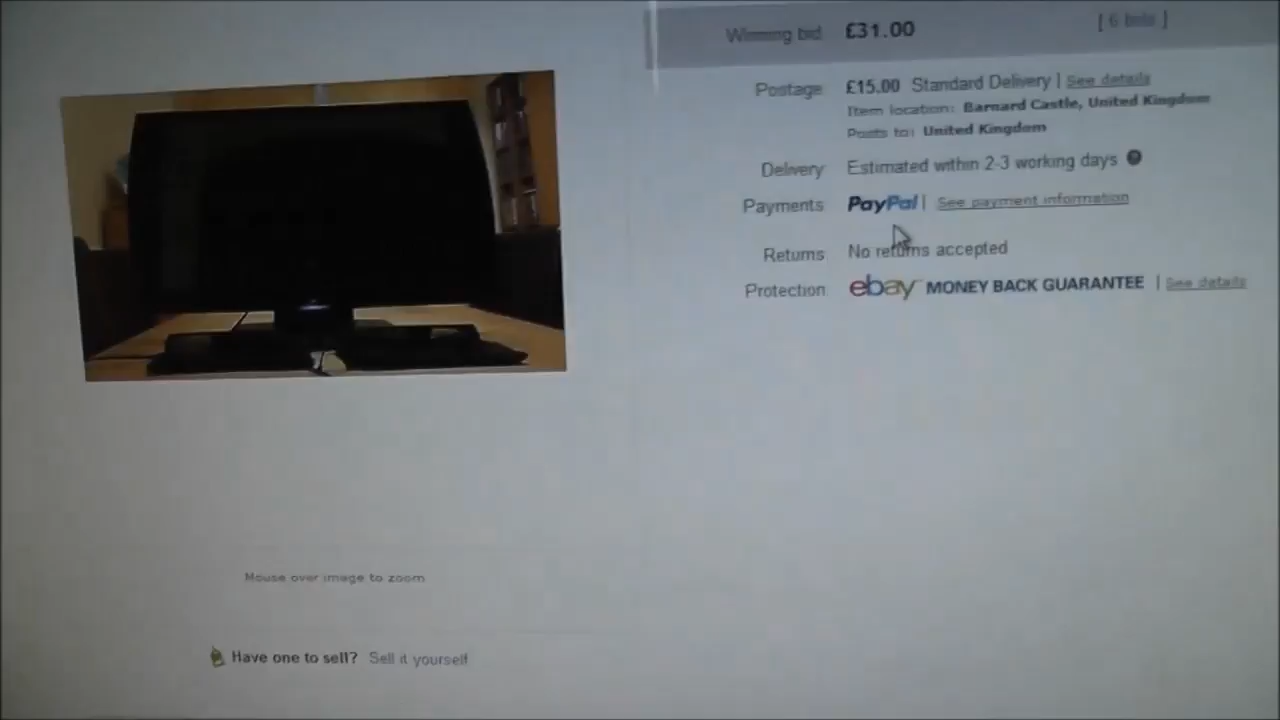 Winning bid £31.00 [ 6 bids ]
Postage £15.00 Standard Delivery | See details
Item location: Barnard Castle, United Kingdom
Posts to: United Kingdom
Delivery Estimated within 2-3 working days ?
Payments PayPal | See payment information
Returns No returns accepted
Protection ebay MONEY BACK GUARANTEE | See details
Mouse over image to zoom
Have one to sell? Sell it yourself